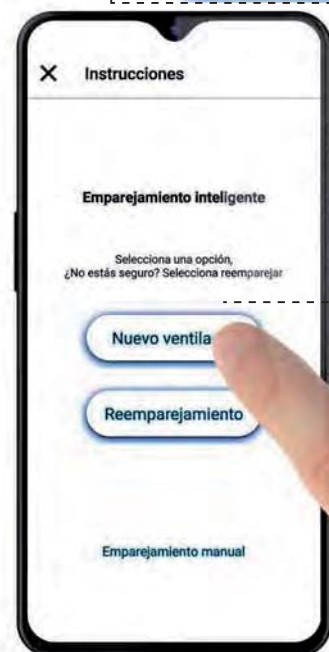 X Instrucciones
Emparejamiento inteligente
Selecciona una opción,
¿No estás seguro? Selecciona reemparejar
Nuevo ventila
Reemparejamiento
Emparejamiento manual